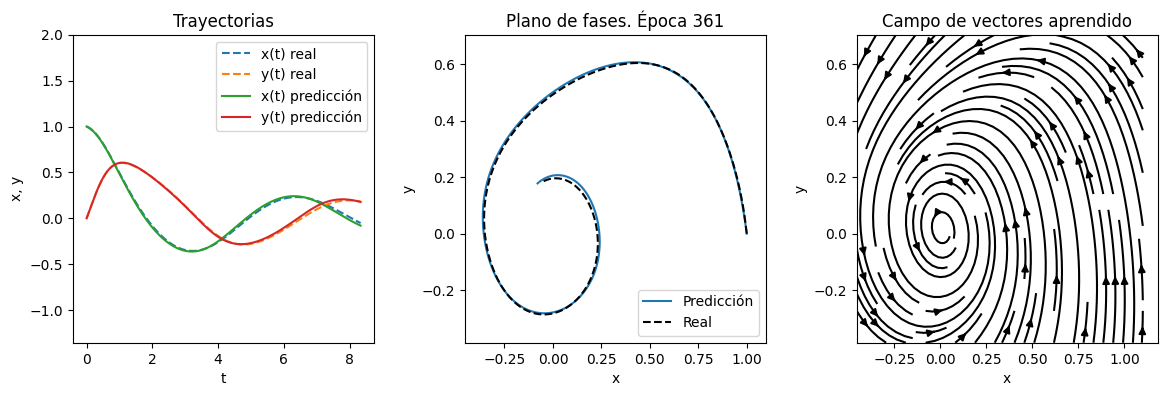 Trayectorias
2.0
1.5
1.0
0.5
0.0
−0.5
−1.0
x, y
0
2
4
6
8
t
x(t) real
y(t) real
x(t) predicción
y(t) predicción
Plano de fases. Época 361
0.6
0.4
0.2
0.0
−0.2
y
−0.25
0.00
0.25
0.50
0.75
1.00
x
Predicción
Real
Campo de vectores aprendido
0.6
0.4
0.2
0.0
−0.2
y
−0.25
0.00
0.25
0.50
0.75
1.00
x